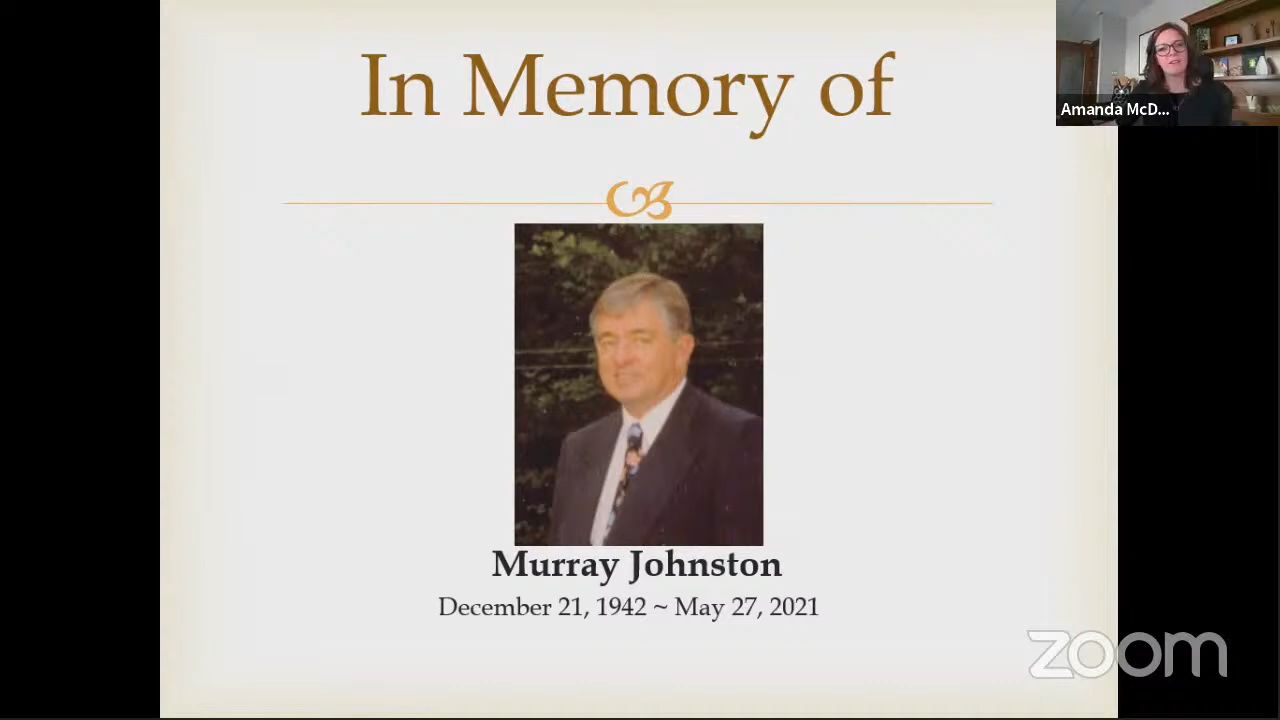 In Memory of
Amanda McD...
Murray Johnston
December 21, 1942 ~ May 27, 2021
zoom